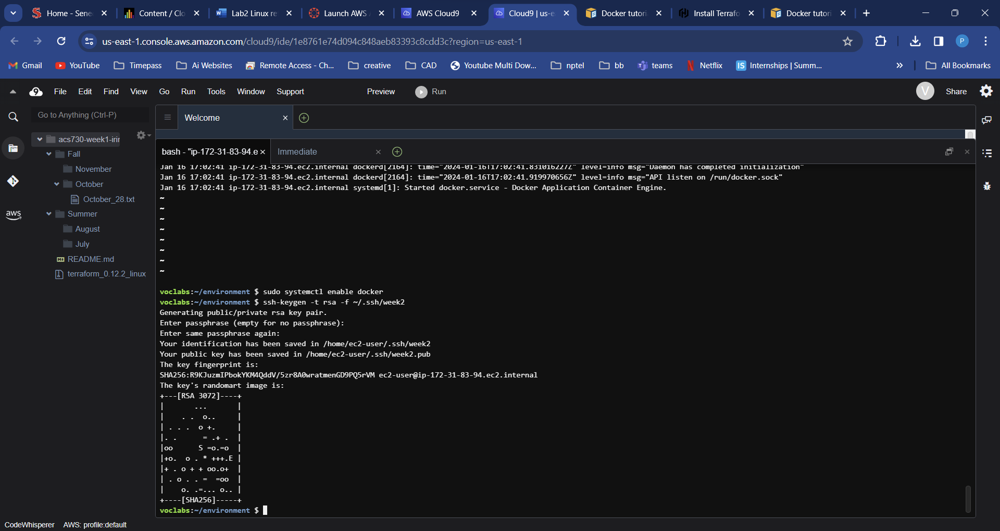 Home - Sene
Content / Clo
Lab2 Linux re
Launch AWS
AWS Cloud9
Cloud9 | us-e
Docker tutori
Install Terrafo
Docker tutori
us-east-1.console.aws.amazon.com/cloud9/ide/1e8761e74d094c848aeb83393c8cdd3c?region=us-east-1
P
Gmail
YouTube
Timepass
Ai Websites
Remote Access - Ch...
creative
CAD
Youtube Multi Dow...
nptel
bb
teams
Netflix
IS
Internships | Summ...
All Bookmarks
9
File Edit Find View Go Run Tools Window Support Preview Run
V
Share
Go to Anything (Ctrl-P)
Welcome
acs730-week1-irir
Fall
November
October
October_28.txt
Summer
August
July
README.md
terraform_0.12.2_linux
aws
bash - "ip-172-31-83-94.e
Immediate
Jan 16 17:02:41 ip-172-31-83-94.ec2.internal dockerd[2164]: time="2024-01-16T17:02:41.831016227Z" level=info msg="Daemon has completed initialization"
Jan 16 17:02:41 ip-172-31-83-94.ec2.internal dockerd[2164]: time="2024-01-16T17:02:41.919970656Z" level=info msg="API listen on /run/docker.sock"
Jan 16 17:02:41 ip-172-31-83-94.ec2.internal systemd[1]: Started docker.service - Docker Application Container Engine.
~
~
~
~
~
~
~
~
voclabs:~/environment $ sudo systemctl enable docker
voclabs:~/environment $ ssh-keygen -t rsa -f ~/.ssh/week2
Generating public/private rsa key pair.
Enter passphrase (empty for no passphrase):
Enter same passphrase again:
Your identification has been saved in /home/ec2-user/.ssh/week2
Your public key has been saved in /home/ec2-user/.ssh/week2.pub
The key fingerprint is:
SHA256:R9KJuzmIPbokYKM4QddV/5zr8A0wratmenGD9PQ5rVM ec2-user@ip-172-31-83-94.ec2.internal
The key's randomart image is:
+---[RSA 3072]----+
|       ...       |
|    . . o..      |
|. . .  o +.      |
|. .      = .+ .  |
|oo      S =o.=o  |
|+o.  o . * +++.E |
|+ . o + + oo.o+  |
| . o . . =  =oo  |
|    o. .=... o.. |
+----[SHA256]-----+
voclabs:~/environment $
CodeWhisperer
AWS: profile:default